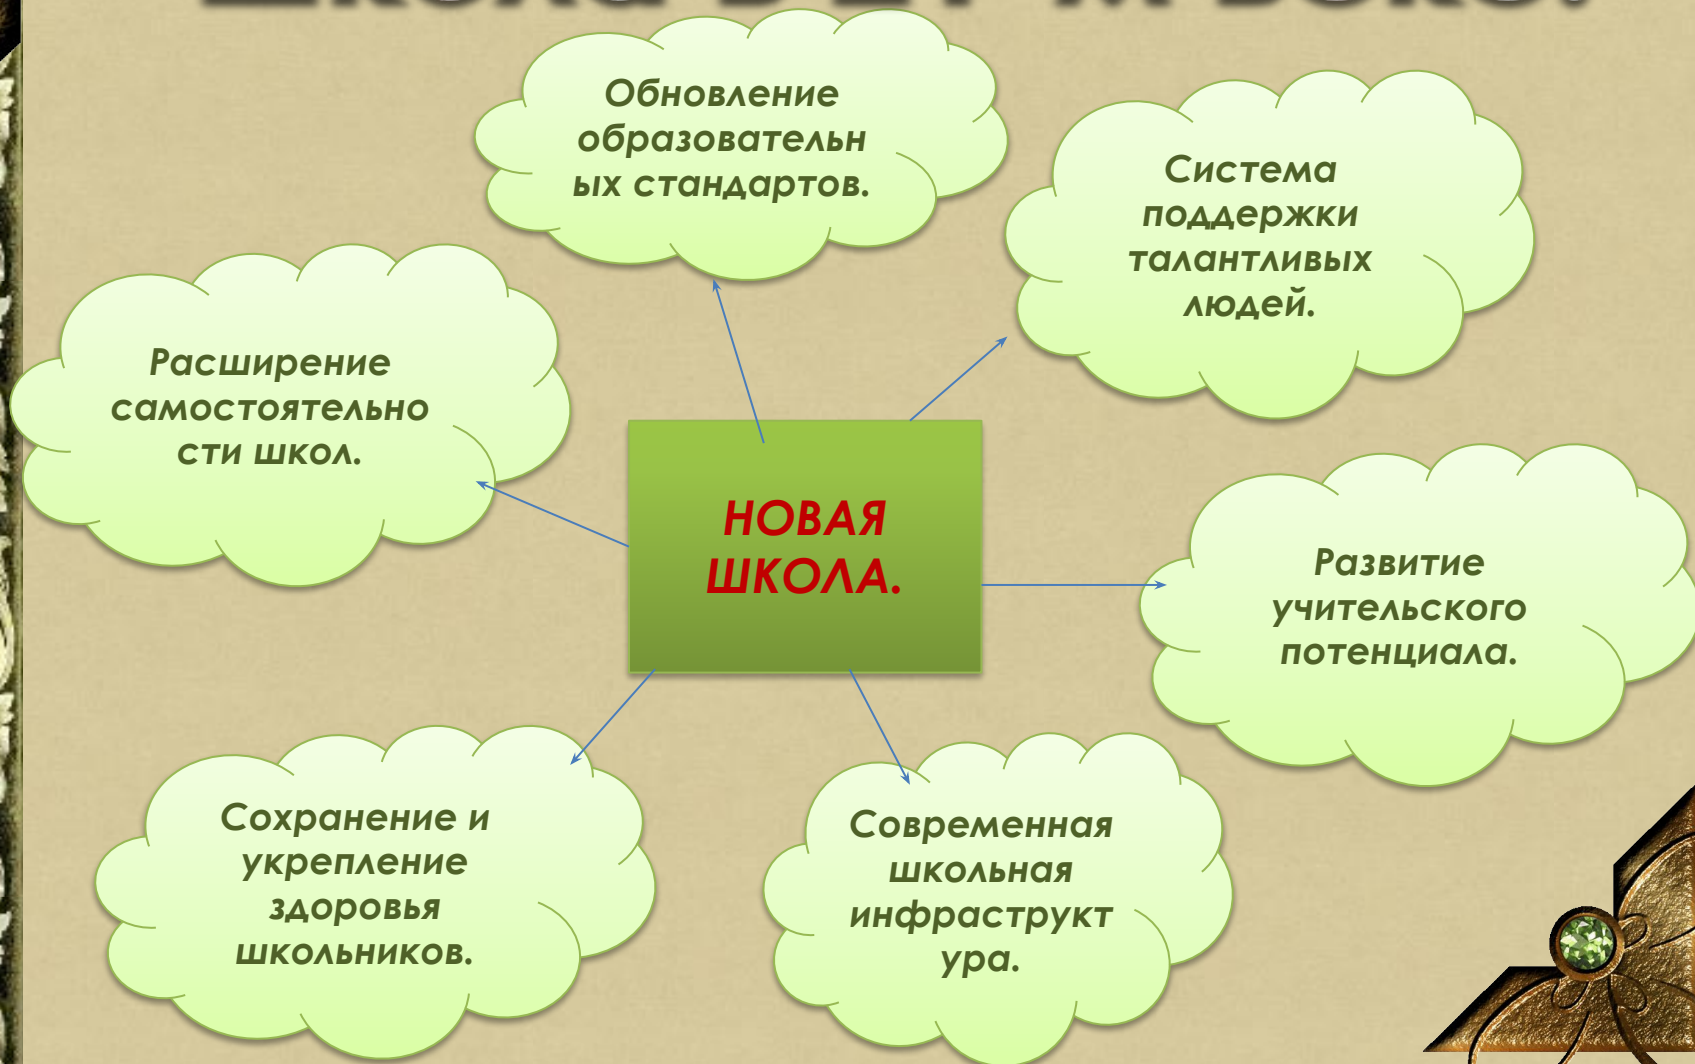 Обновление
образовательн
ых стандартов.
Система
поддержки
талантливых
людей.
Расширение
самостоятельно
сти школ.
НОВАЯ
ШКОЛА.
Развитие
учительского
потенциала.
Сохранение и
укрепление
здоровья
школьников.
Современная
школьная
инфраструкт
ура.